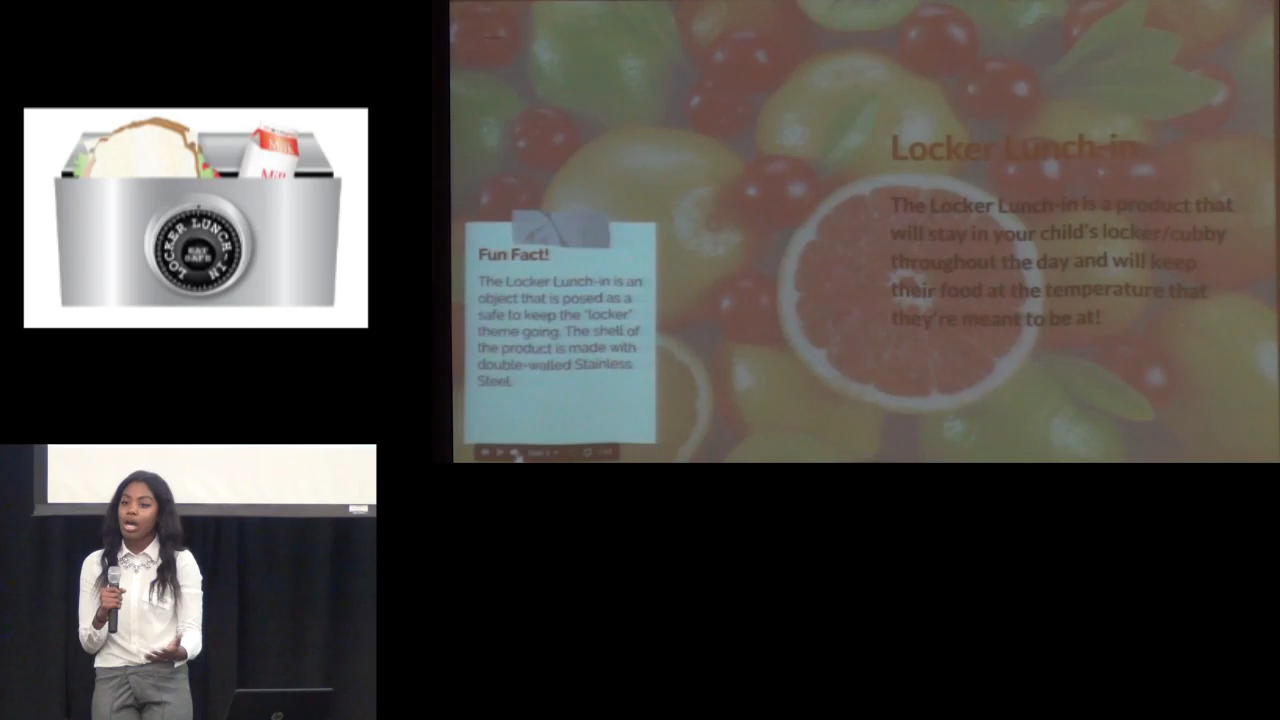 Milk
Mil
LOCKER LUNCH-IN
EAT
SAFE
Locker Lunch-in
The Locker Lunch-in is a product that
will stay in your child's locker/cubby
throughout the day and will keep
their food at the temperature that
they're meant to be at!
Fun Fact!
The Locker Lunch-in is an
object that is posed as a
safe to keep the "locker"
theme going. The shell of
the product is made with
double-walled Stainless
Steel.
hp